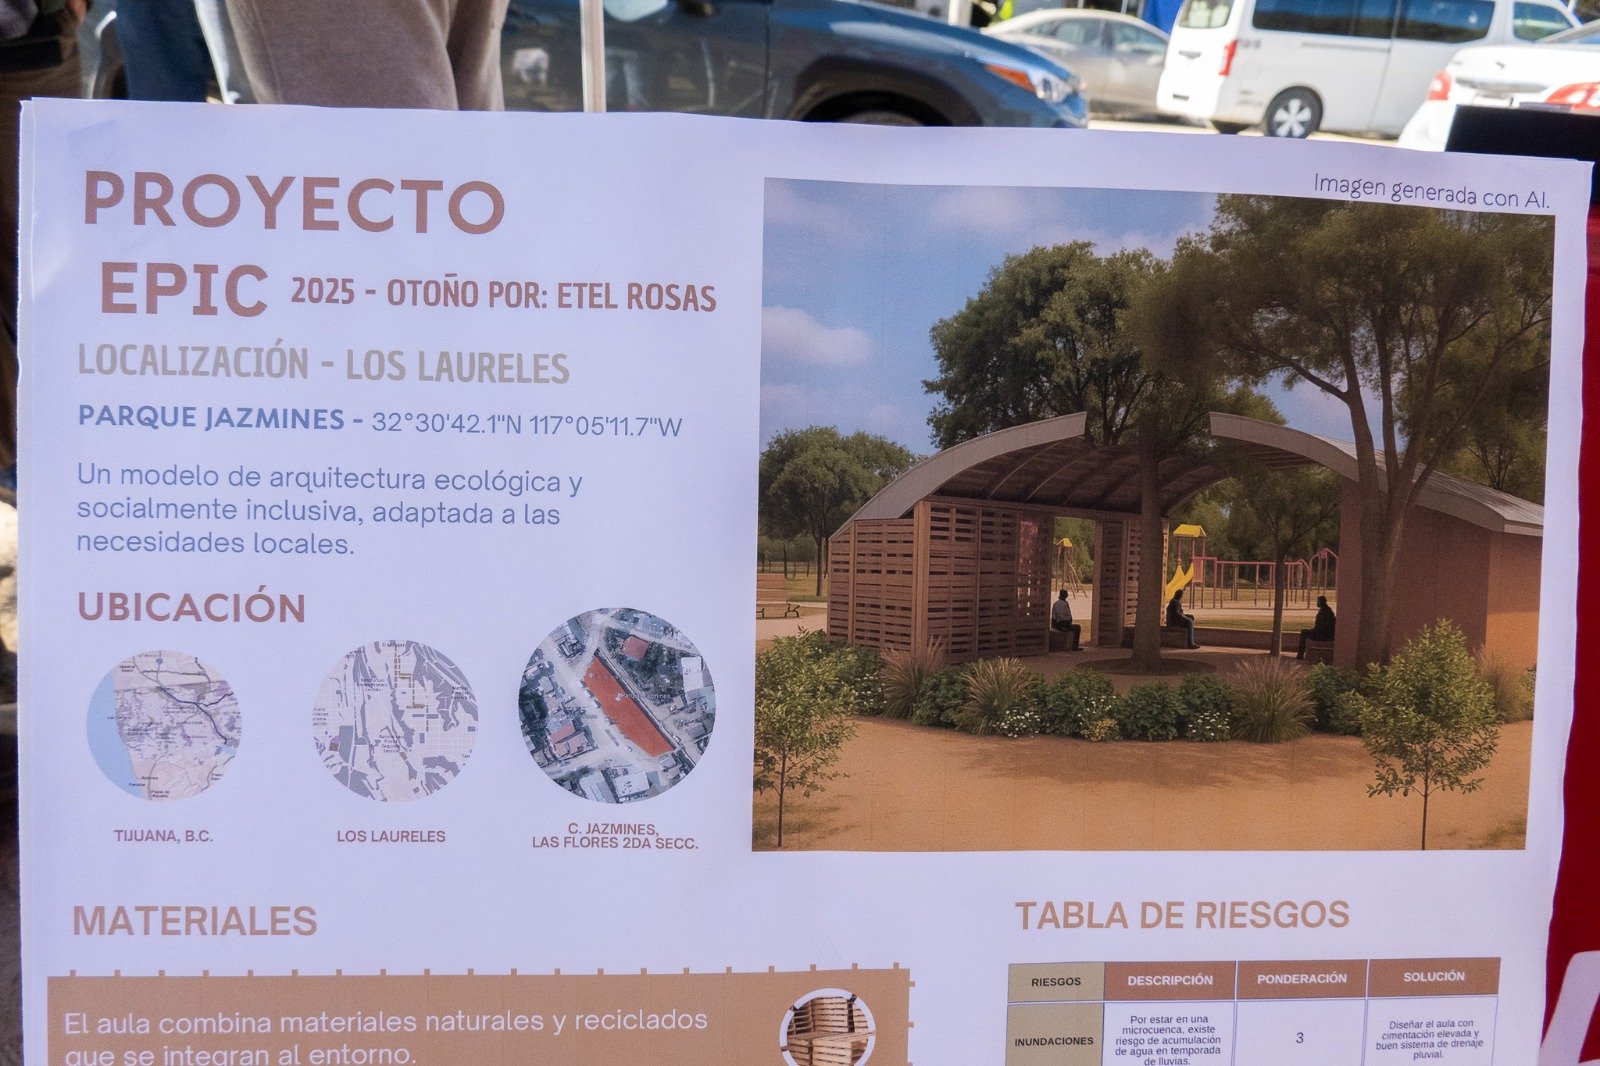 PROYECTO
EPIC 2025 - OTOÑO POR: ETEL ROSAS
LOCALIZACIÓN - LOS LAURELES
PARQUE JAZMINES - 32°30'42.1"N 117°05'11.7"W
Un modelo de arquitectura ecológica y
socialmente inclusiva, adaptada a las
necesidades locales.
UBICACIÓN
TIJUANA, B.C.
LOS LAURELES
C. JAZMINES,
LAS FLORES 2DA SECC.
Imagen generada con AI.
MATERIALES
El aula combina materiales naturales y reciclados
que se integran al entorno.
TABLA DE RIESGOS
RIESGOS DESCRIPCIÓN PONDERACIÓN SOLUCIÓN
INUNDACIONES
Por estar en una
microcuenca, existe
riesgo de acumulación
de agua en temporada
de lluvias.
3
Diseñar el aula con
cimentación elevada y
buen sistema de drenaje
pluvial.